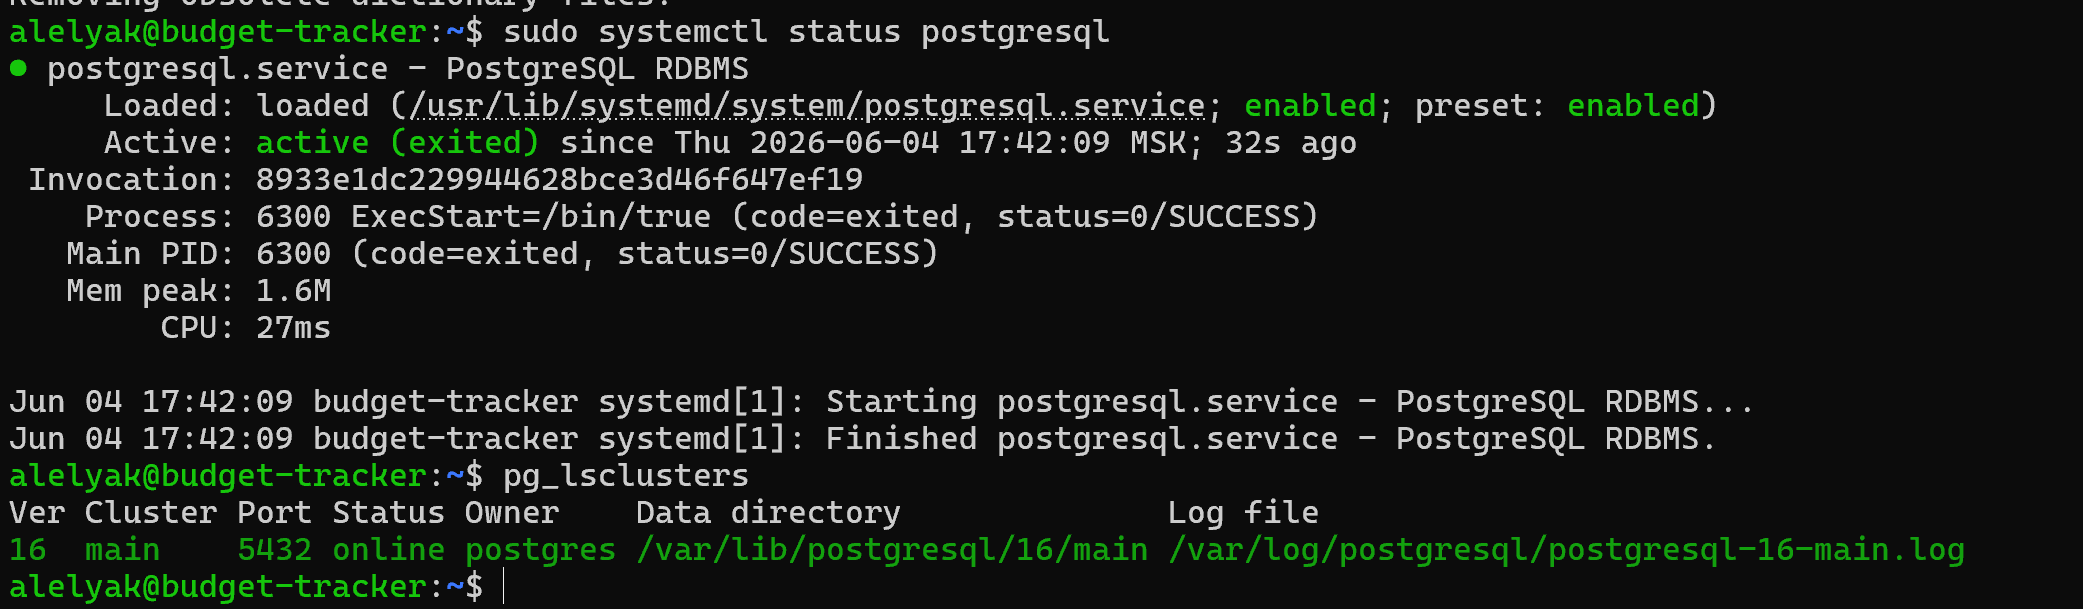 Removing obsolete dictionary files:
alelyak@budget-tracker:~$ sudo systemctl status postgresql
● postgresql.service - PostgreSQL RDBMS
     Loaded: loaded (/usr/lib/systemd/system/postgresql.service; enabled; preset: enabled)
     Active: active (exited) since Thu 2026-06-04 17:42:09 MSK; 32s ago
 Invocation: 8933e1dc229944628bce3d46f647ef19
    Process: 6300 ExecStart=/bin/true (code=exited, status=0/SUCCESS)
   Main PID: 6300 (code=exited, status=0/SUCCESS)
   Mem peak: 1.6M
        CPU: 27ms

Jun 04 17:42:09 budget-tracker systemd[1]: Starting postgresql.service - PostgreSQL RDBMS...
Jun 04 17:42:09 budget-tracker systemd[1]: Finished postgresql.service - PostgreSQL RDBMS.
alelyak@budget-tracker:~$ pg_lsclusters
Ver Cluster Port Status Owner    Data directory              Log file
16  main    5432 online postgres /var/lib/postgresql/16/main /var/log/postgresql/postgresql-16-main.log
alelyak@budget-tracker:~$